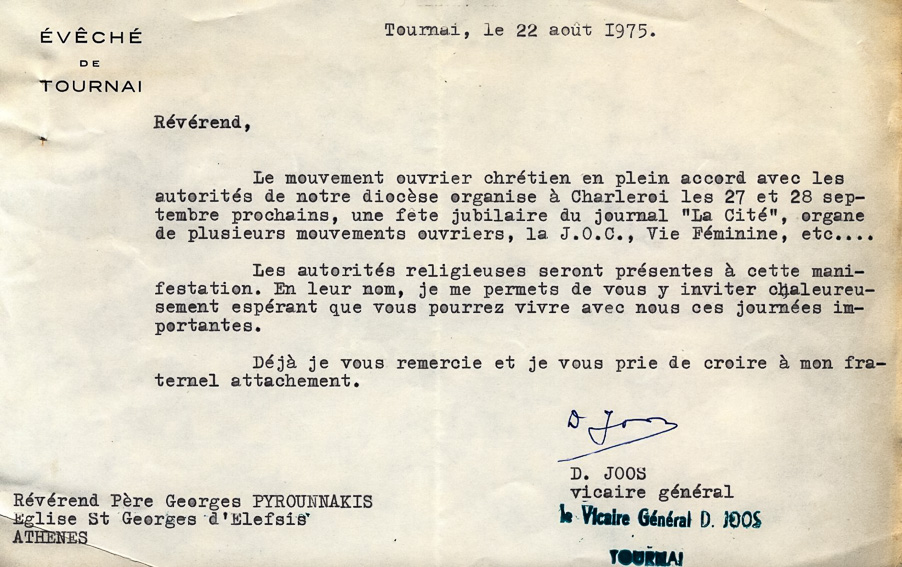 ÉVÊCHÉ
DE
TOURNAI
Tournai, le 22 août I975.
Révérend,
Le mouvement ouvrier chrétien en plein accord avec les
autorités de notre diocèse organise à Charleroi les 27 et 28 sep-
tembre prochains, une fête jubilaire du journal "La Cité", organe
de plusieurs mouvements ouvriers, la J.O.C., Vie Féminine, etc....
Les autorités religieuses seront présentes à cette mani-
festation. En leur nom, je me permets de vous y inviter chaleureu-
sement espérant que vous pourrez vivre avec nous ces journées im-
portantes.
Déjà je vous remercie et je vous prie de croire à mon fra-
ternel attachement.
D Joos
D. JOOS
vicaire général
le Vicaire Général D. JOOS
TOURNAI
Révérend Père Georges PYROUNNAKIS
Eglise St Georges d'Elefsis
ATHENES